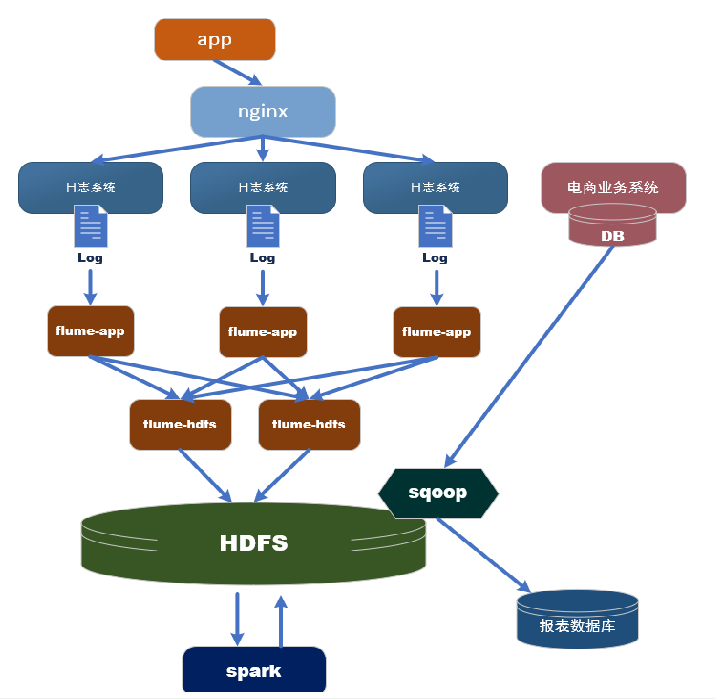 app
nginx
日志系统
日志系统
日志系统
电商业务系统
DB
Log
Log
Log
flume-app
flume-app
flume-app
flume-hdfs
flume-hdfs
sqoop
HDFS
报表数据库
spark